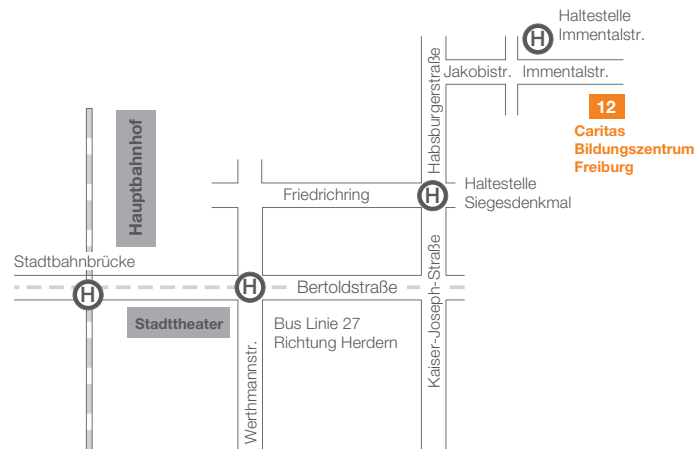 Haltestelle
Immentalstr.
H
Jakobistr.
Immentalstr.
Habsburgerstraße
12
Caritas
Bildungszentrum
Freiburg
Hauptbahnhof
Friedrichring
H
Haltestelle
Siegesdenkmal
Stadtbahnbrücke
H
H
Bertoldstraße
Kaiser-Joseph-Straße
Stadttheater
Bus Linie 27
Richtung Herdern
Werthmannstr.